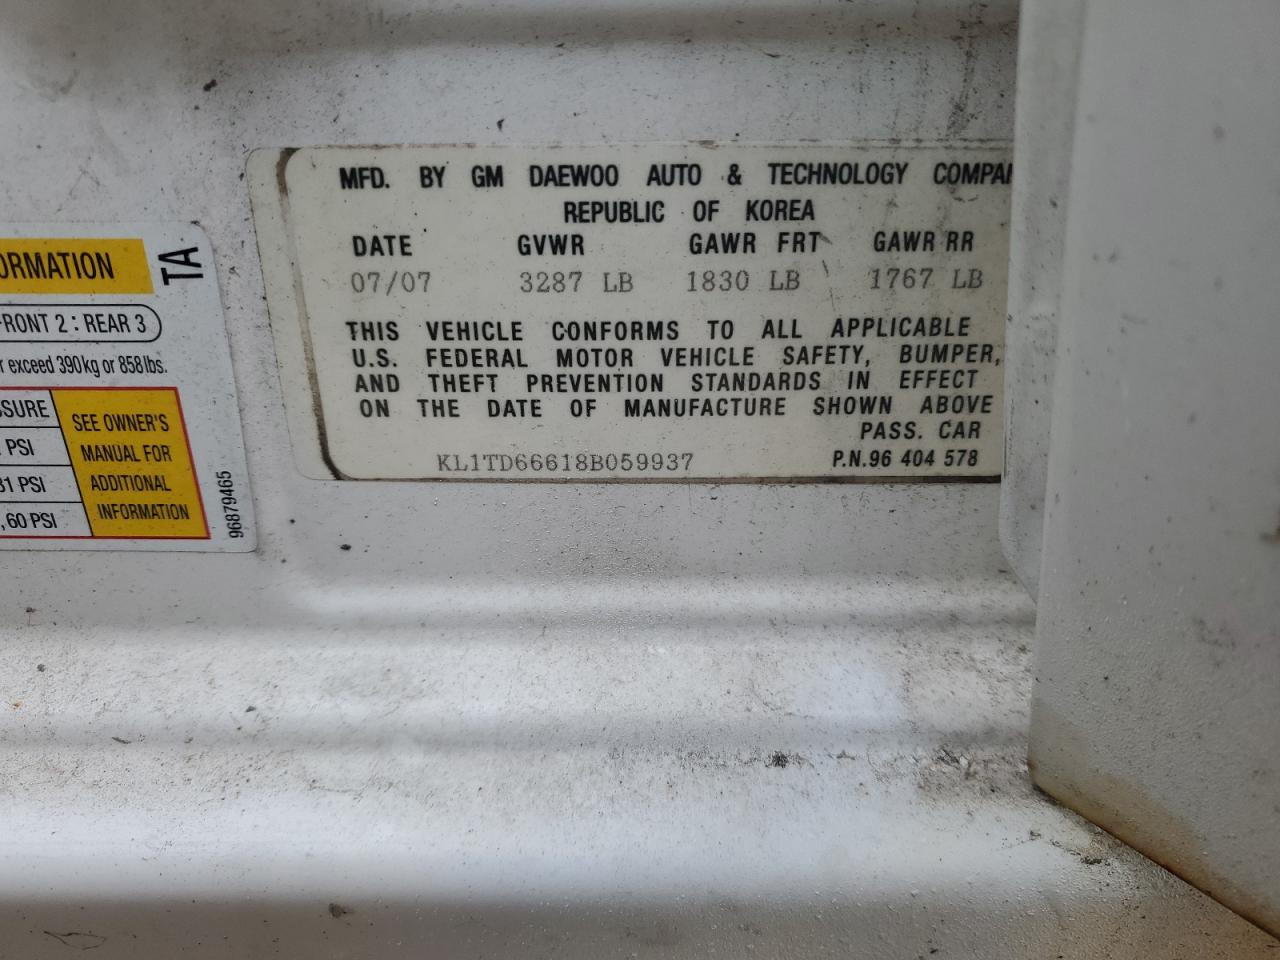 MFD. BY GM DAEWOO AUTO & TECHNOLOGY COMPAN
REPUBLIC OF KOREA
DATE GVWR GAWR FRT GAWR RR
07/07 3287 LB 1830 LB 1767 LB
THIS VEHICLE CONFORMS TO ALL APPLICABLE
U.S. FEDERAL MOTOR VEHICLE SAFETY, BUMPER,
AND THEFT PREVENTION STANDARDS IN EFFECT
ON THE DATE OF MANUFACTURE SHOWN ABOVE
PASS. CAR
KL1TD66618B059937 P.N.96 404 578
ORMATION
TA
FRONT 2 : REAR 3
r exceed 390kg or 858lbs.
SSURE
PSI
31 PSI
, 60 PSI
SEE OWNER'S
MANUAL FOR
ADDITIONAL
INFORMATION
96879465